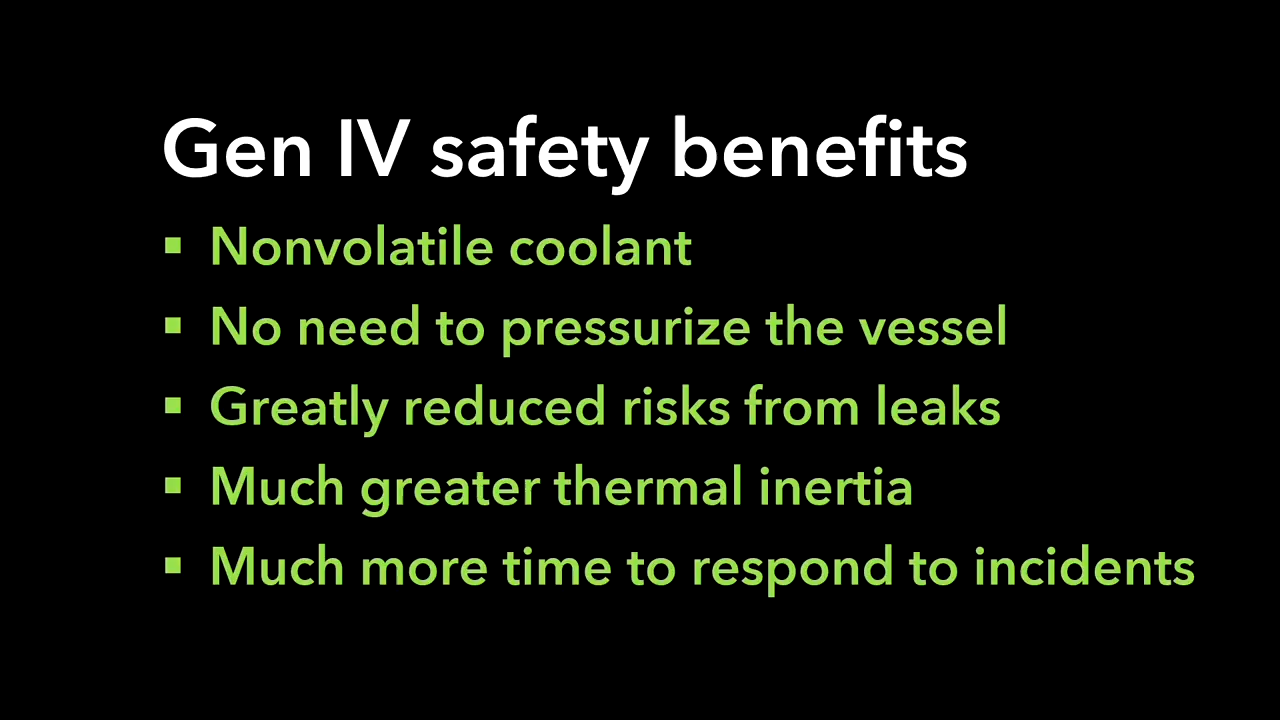 Gen IV safety benefits
▪ Nonvolatile coolant
▪ No need to pressurize the vessel
▪ Greatly reduced risks from leaks
▪ Much greater thermal inertia
▪ Much more time to respond to incidents